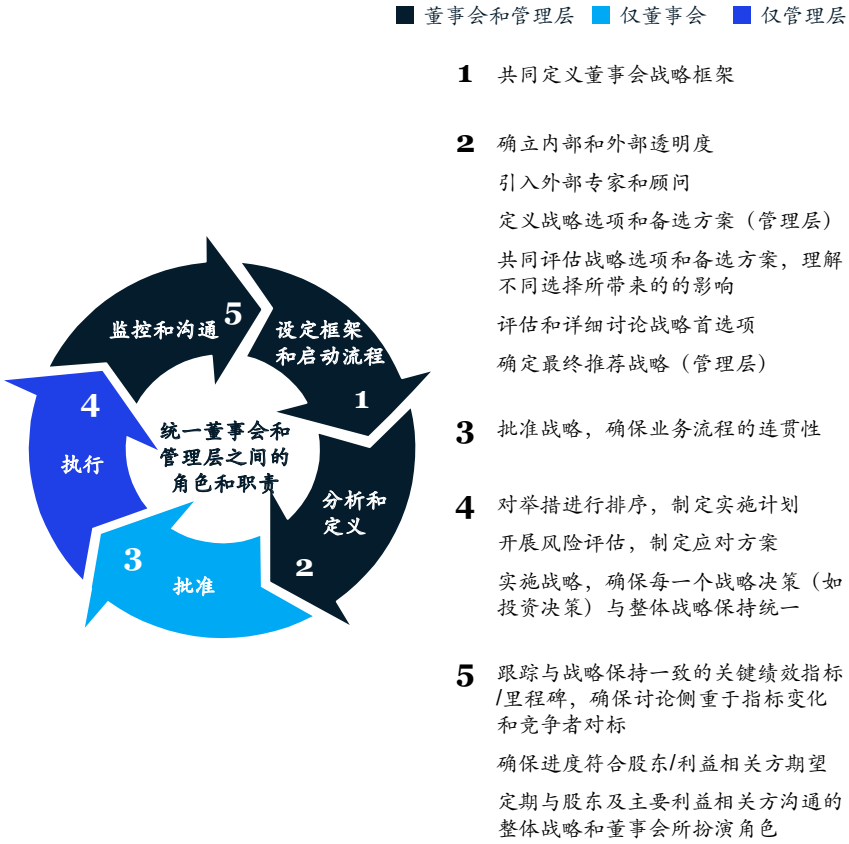 董事会和管理层 仅董事会 仅管理层
1 共同定义董事会战略框架
2 确立内部和外部透明度
引入外部专家和顾问
定义战略选项和备选方案（管理层）
共同评估战略选项和备选方案，理解
不同选择所带来的的影响
评估和详细讨论战略首选项
确定最终推荐战略（管理层）
3 批准战略，确保业务流程的连贯性
4 对举措进行排序，制定实施计划
开展风险评估，制定应对方案
实施战略，确保每一个战略决策（如
投资决策）与整体战略保持统一
5 跟踪与战略保持一致的关键绩效指标
/里程碑，确保讨论侧重于指标变化
和竞争者对标
确保进度符合股东/利益相关方期望
定期与股东及主要利益相关方沟通的
整体战略和董事会所扮演角色
统一董事会和
管理层之间的
角色和职责
设定框架
和启动流程
1
分析和
定义
2
3
批准
4
执行
监控和沟通
5